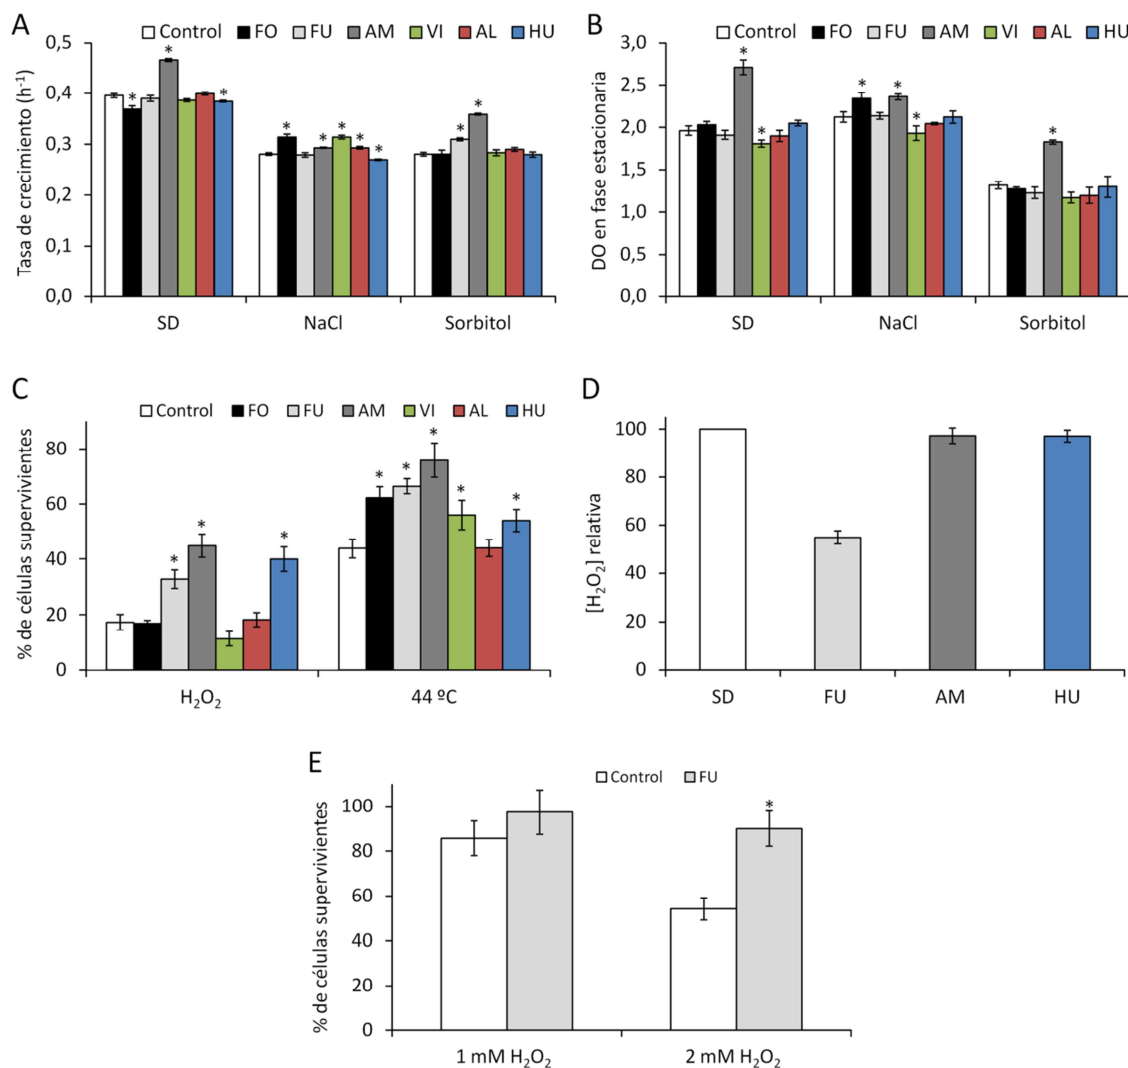 A
Control FO FU AM VI AL HU
Tasa de crecimiento (h⁻¹)
0,5
0,4
0,3
0,2
0,1
0,0
* * * * * * * * * *
SD NaCl Sorbitol
B
Control FO FU AM VI AL HU
DO en fase estacionaria
3,0
2,5
2,0
1,5
1,0
0,5
0,0
* * * * * *
SD NaCl Sorbitol
C
Control FO FU AM VI AL HU
% de células supervivientes
80
60
40
20
0
* * * * * * * *
H₂O₂ 44 ºC
D
[H₂O₂] relativa
100
80
60
40
20
0
SD FU AM HU
E
Control FU
% de células supervivientes
100
80
60
40
20
0
*
1 mM H₂O₂ 2 mM H₂O₂